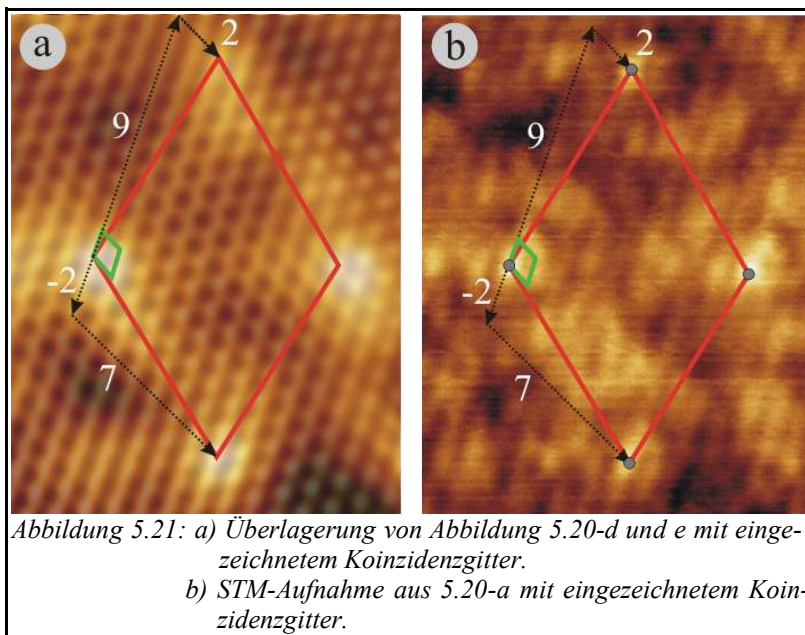 a
2
9
-2
7
b
2
9
-2
7
Abbildung 5.21: a) Überlagerung von Abbildung 5.20-d und e mit einge-
zeichnetem Koinzidenzgitter.
b) STM-Aufnahme aus 5.20-a mit eingezeichnetem Koin-
zidenzgitter.